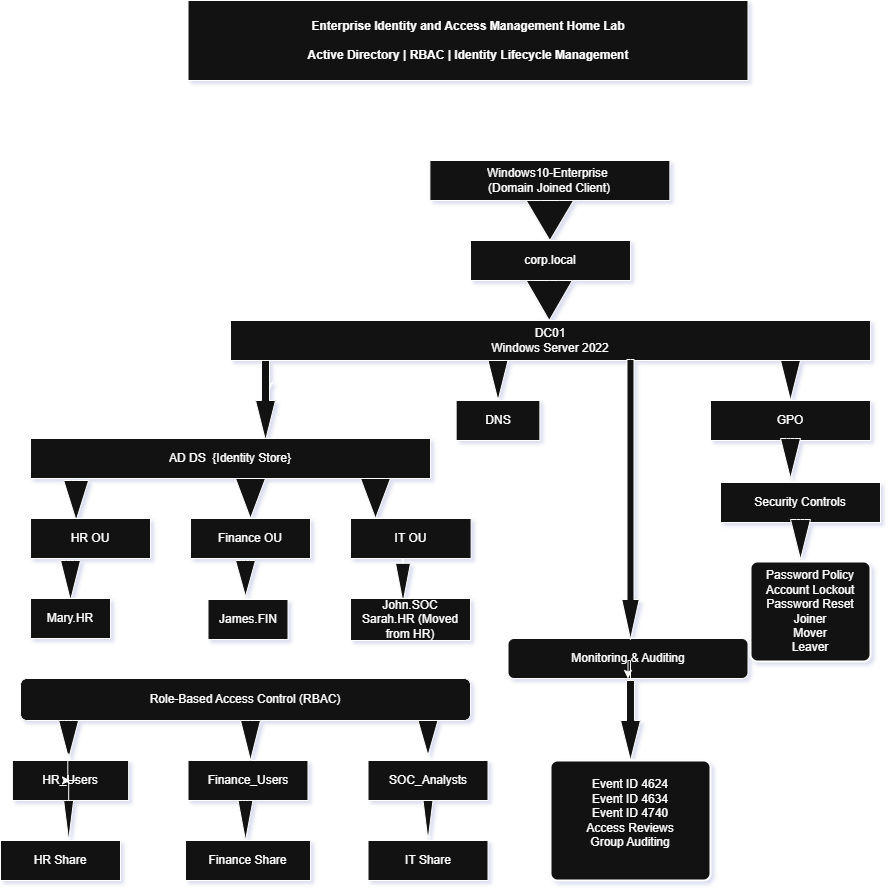 Enterprise Identity and Access Management Home Lab
Active Directory | RBAC | Identity Lifecycle Management
Windows10-Enterprise
(Domain Joined Client)
corp.local
DC01
Windows Server 2022
DNS
GPO
AD DS {Identity Store}
Security Controls
HR OU
Finance OU
IT OU
Password Policy
Account Lockout
Password Reset
Joiner
Mover
Leaver
Mary.HR
James.FIN
John.SOC
Sarah.HR (Moved
from HR)
Monitoring & Auditing
Role-Based Access Control (RBAC)
HR_Users
Finance_Users
SOC_Analysts
Event ID 4624
Event ID 4634
Event ID 4740
Access Reviews
Group Auditing
HR Share
Finance Share
IT Share